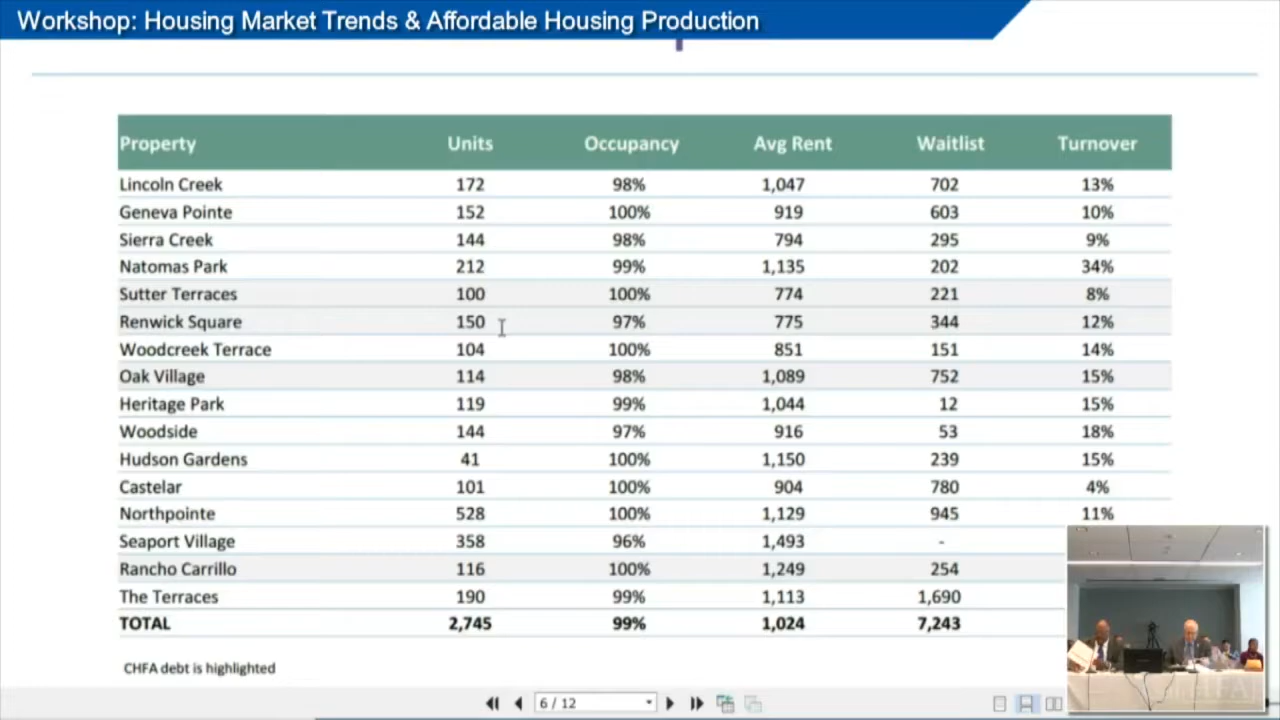 Workshop: Housing Market Trends & Affordable Housing Production
Property Units Occupancy Avg Rent Waitlist Turnover
Lincoln Creek 172 98% 1,047 702 13%
Geneva Pointe 152 100% 919 603 10%
Sierra Creek 144 98% 794 295 9%
Natomas Park 212 99% 1,135 202 34%
Sutter Terraces 100 100% 774 221 8%
Renwick Square 150 97% 775 344 12%
Woodcreek Terrace 104 100% 851 151 14%
Oak Village 114 98% 1,089 752 15%
Heritage Park 119 99% 1,044 12 15%
Woodside 144 97% 916 53 18%
Hudson Gardens 41 100% 1,150 239 15%
Castelar 101 100% 904 780 4%
Northpointe 528 100% 1,129 945 11%
Seaport Village 358 96% 1,493 -
Rancho Carrillo 116 100% 1,249 254
The Terraces 190 99% 1,113 1,690
TOTAL 2,745 99% 1,024 7,243
CHFA debt is highlighted
6 / 12